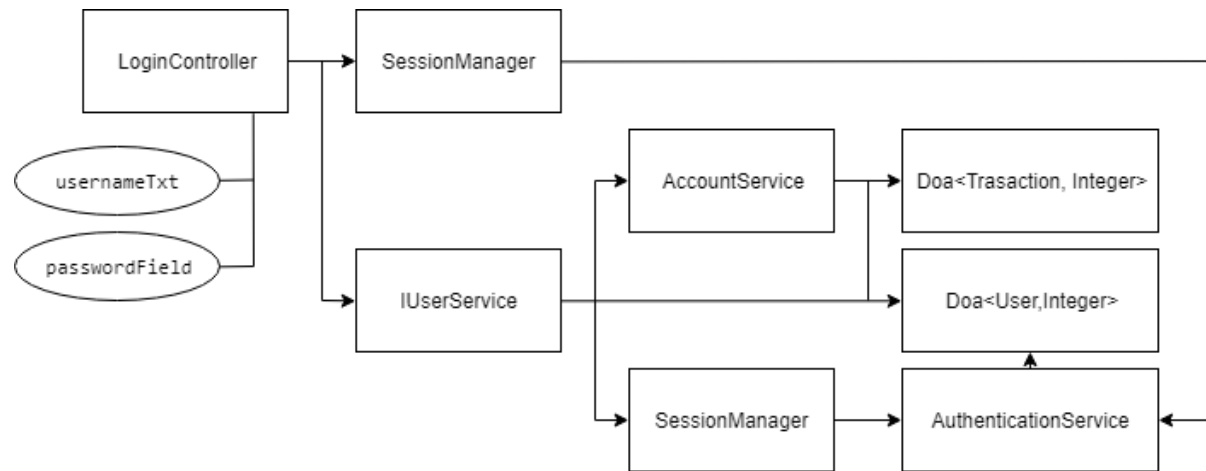 LoginController
SessionManager
usernameTxt
AccountService
Doa<Trasaction, Integer>
passwordField
IUserService
Doa<User,Integer>
SessionManager
AuthenticationService